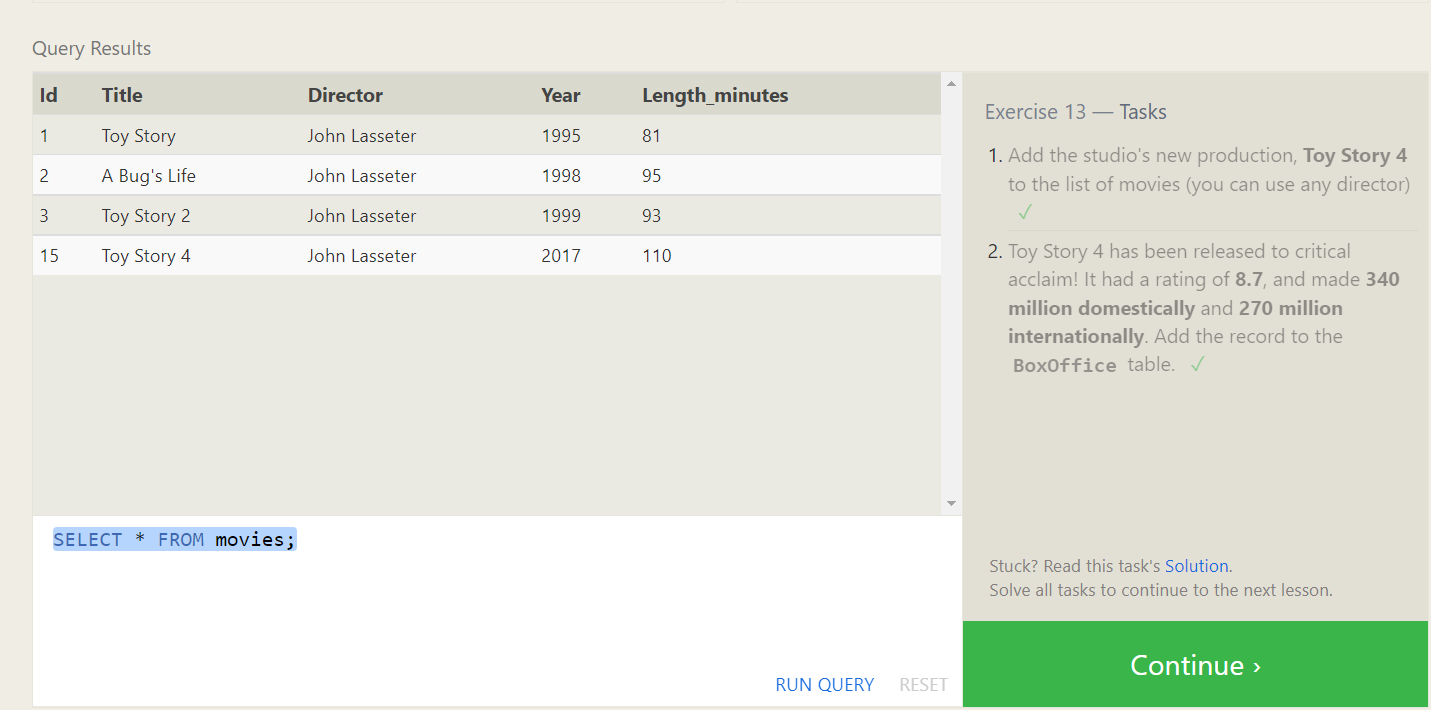 Query Results
Id Title Director Year Length_minutes
1 Toy Story John Lasseter 1995 81
2 A Bug's Life John Lasseter 1998 95
3 Toy Story 2 John Lasseter 1999 93
15 Toy Story 4 John Lasseter 2017 110
SELECT * FROM movies;
RUN QUERY RESET
Exercise 13 — Tasks
1. Add the studio's new production, Toy Story 4
to the list of movies (you can use any director)
✓
2. Toy Story 4 has been released to critical
acclaim! It had a rating of 8.7, and made 340
million domestically and 270 million
internationally. Add the record to the
BoxOffice table. ✓
Stuck? Read this task's Solution.
Solve all tasks to continue to the next lesson.
Continue ›